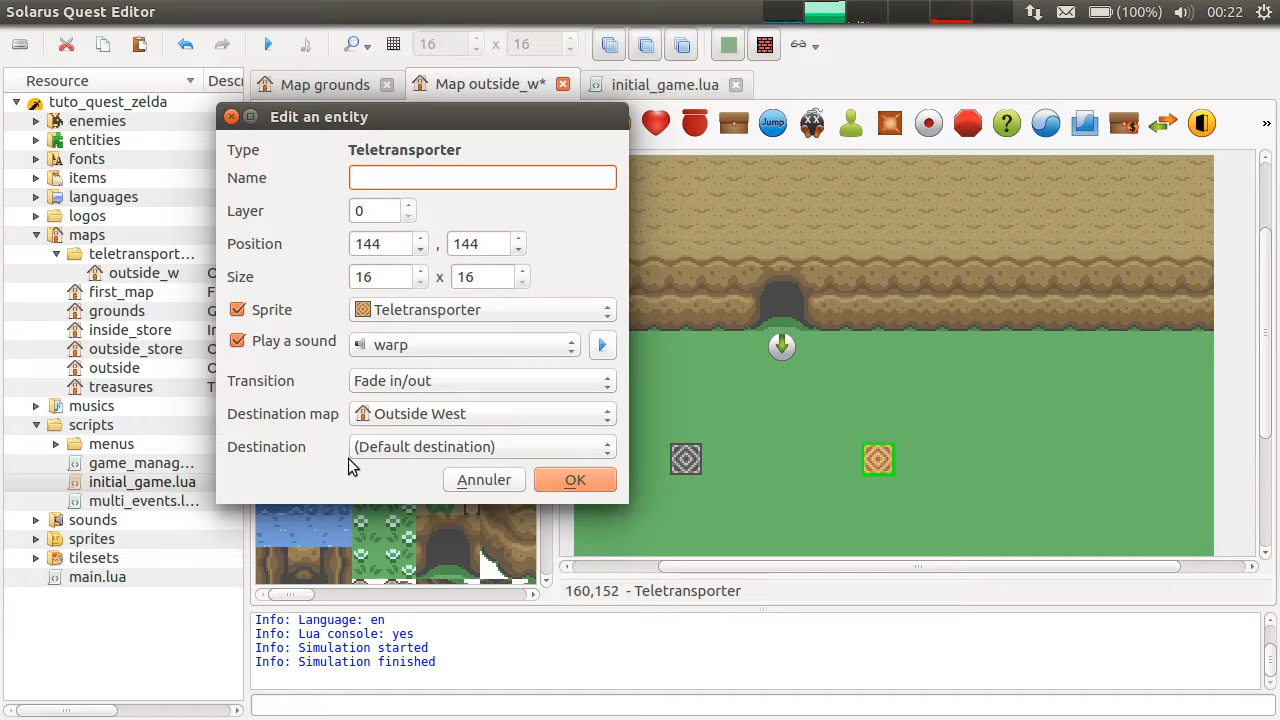 Solarus Quest Editor
(100%)
00:22
16 x 16
Resource
Descr
Map grounds
Map outside_w*
initial_game.lua
tuto_quest_zelda
enemies
entities
fonts
items
languages
logos
maps
teletransport...
outside_w
first_map
grounds
inside_store
outside_store
outside
treasures
musics
scripts
menus
game_manag...
initial_game.lua
multi_events.l...
sounds
sprites
tilesets
main.lua
Jump
?
$
»
Edit an entity
Type Teletransporter
Name
Layer 0
Position 144 , 144
Size 16 x 16
Sprite Teletransporter
Play a sound warp
Transition Fade in/out
Destination map Outside West
Destination (Default destination)
Annuler OK
160,152 - Teletransporter
Info: Language: en
Info: Lua console: yes
Info: Simulation started
Info: Simulation finished